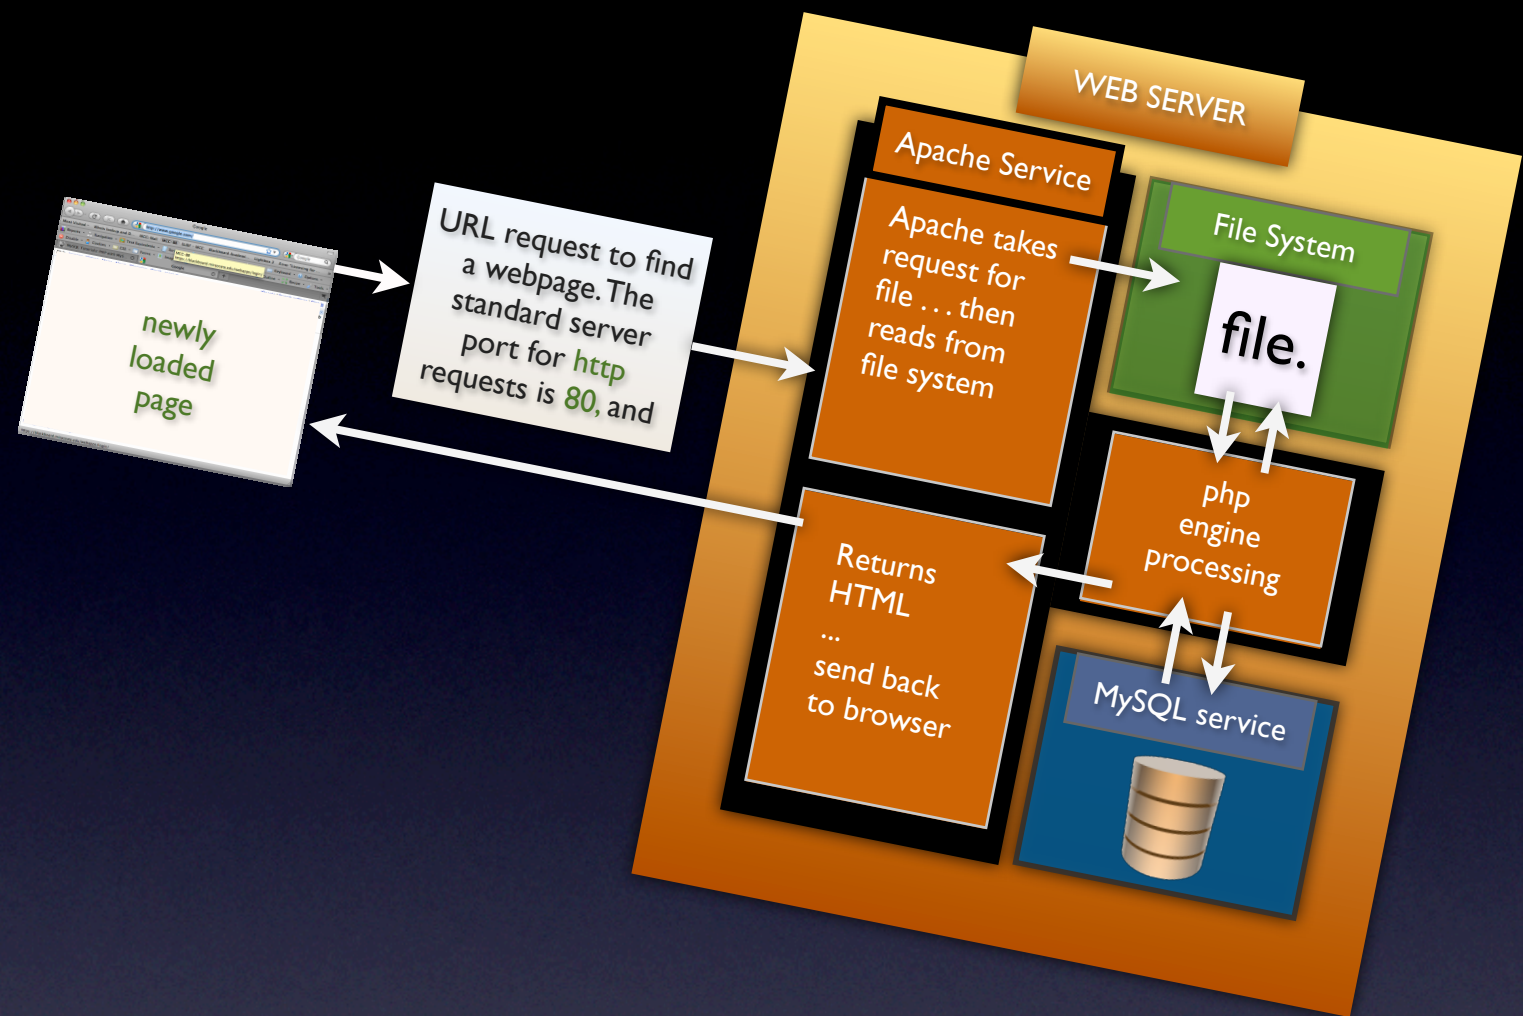 WEB SERVER
Apache Service
Apache takes
request for
file . . . then
reads from
file system
File System
file.
URL request to find
a webpage. The
standard server
port for http
requests is 80, and
newly
loaded
page
php
engine
processing
Returns
HTML
...
send back
to browser
MySQL service